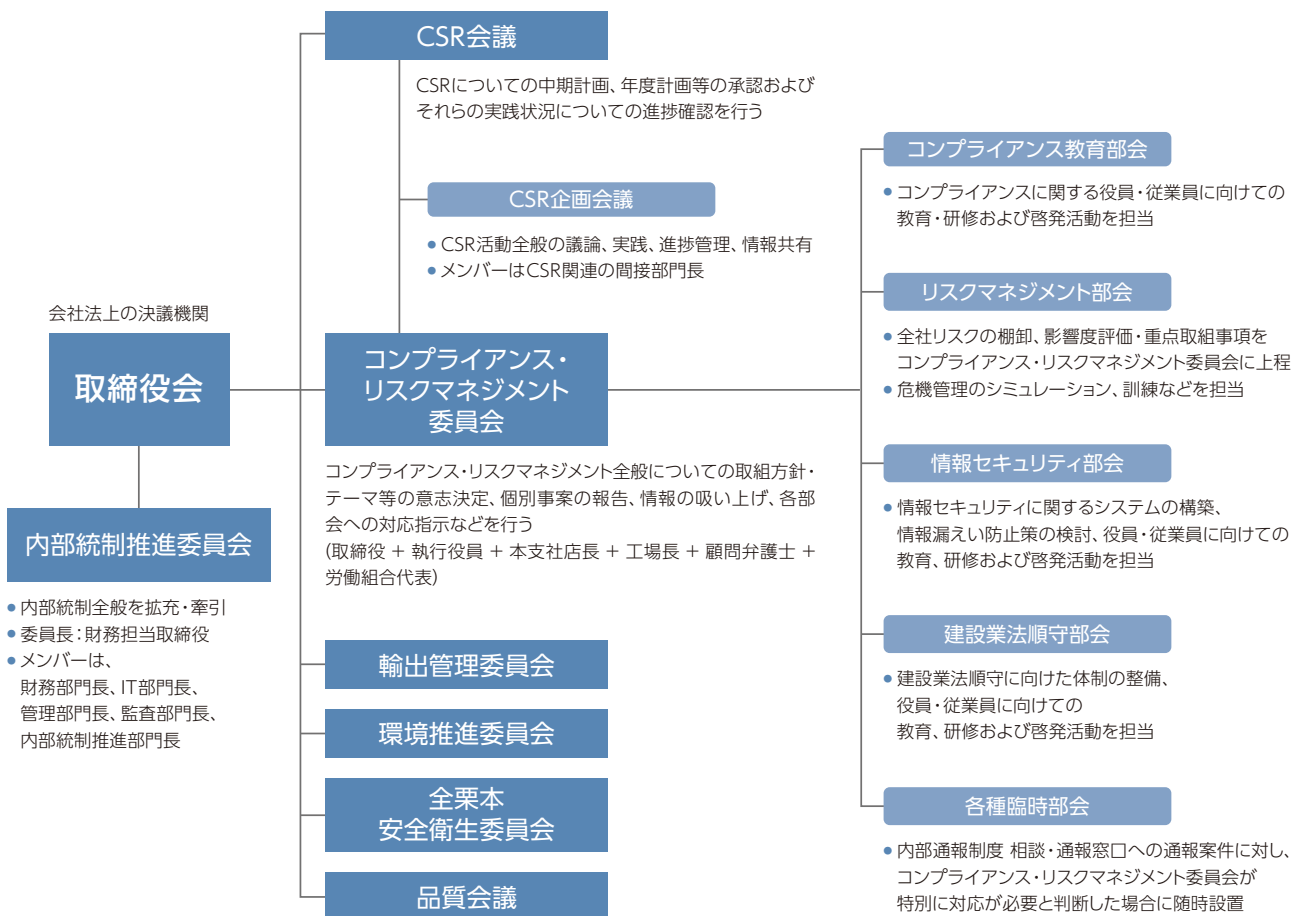 CSR会議
CSRについての中期計画、年度計画等の承認および
それらの実践状況についての進捗確認を行う
CSR企画会議
● CSR活動全般の議論、実践、進捗管理、情報共有
● メンバーはCSR関連の間接部門長
会社法上の決議機関
取締役会
内部統制推進委員会
● 内部統制全般を拡充・牽引
● 委員長：財務担当取締役
● メンバーは、
財務部門長、IT部門長、
管理部門長、監査部門長、
内部統制推進部門長
コンプライアンス・
リスクマネジメント
委員会
コンプライアンス・リスクマネジメント全般についての取組方針・
テーマ等の意志決定、個別事案の報告、情報の吸い上げ、各部
会への対応指示などを行う
(取締役 + 執行役員 + 本支社店長 + 工場長 + 顧問弁護士 +
労働組合代表)
輸出管理委員会
環境推進委員会
全栗本
安全衛生委員会
品質会議
コンプライアンス教育部会
● コンプライアンスに関する役員・従業員に向けての
教育・研修および啓発活動を担当
リスクマネジメント部会
● 全社リスクの棚卸、影響度評価・重点取組事項を
コンプライアンス・リスクマネジメント委員会に上程
● 危機管理のシミュレーション、訓練などを担当
情報セキュリティ部会
● 情報セキュリティに関するシステムの構築、
情報漏えい防止策の検討、役員・従業員に向けての
教育、研修および啓発活動を担当
建設業法順守部会
● 建設業法順守に向けた体制の整備、
役員・従業員に向けての
教育、研修および啓発活動を担当
各種臨時部会
● 内部通報制度 相談・通報窓口への通報案件に対し、
コンプライアンス・リスクマネジメント委員会が
特別に対応が必要と判断した場合に随時設置